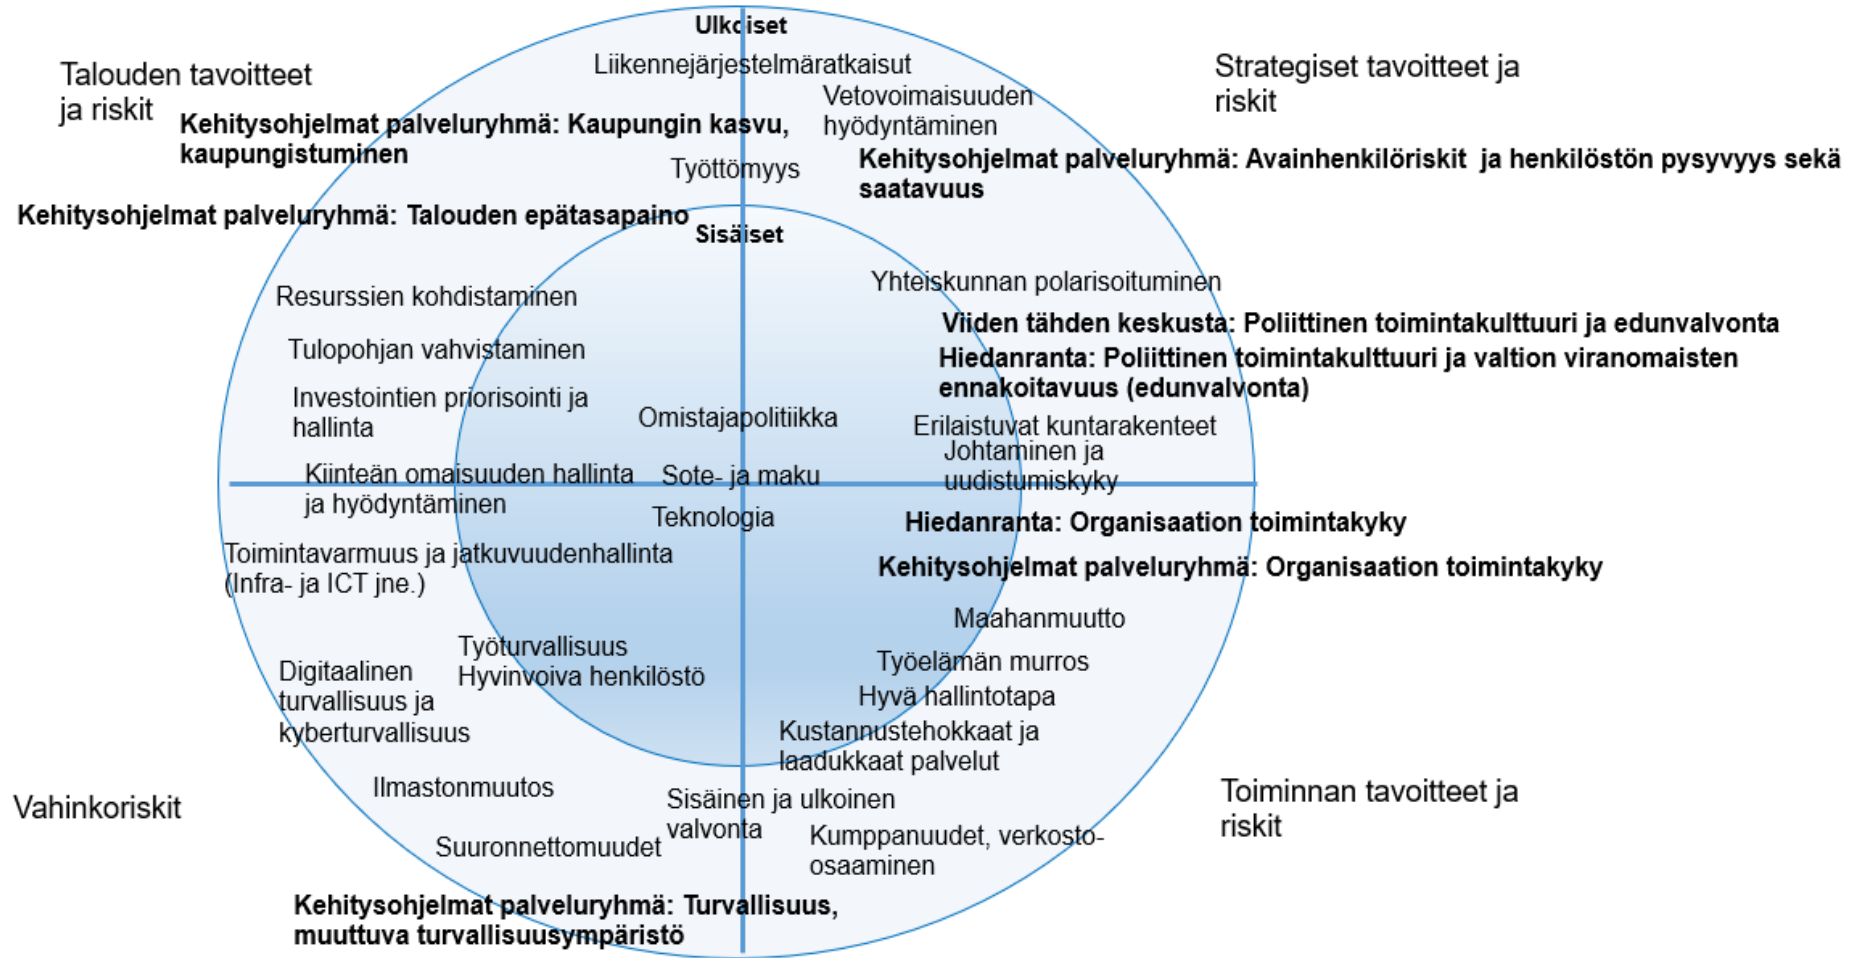 Ulkoiset
Liikennejärjestelmäratkaisut
Talouden tavoitteet
ja riskit
Strategiset tavoitteet ja
riskit
Vetovoimaisuuden
hyödyntäminen
Kehitysohjelmat palveluryhmä: Kaupungin kasvu,
kaupungistuminen
Työttömyys
Kehitysohjelmat palveluryhmä: Avainhenkilöriskit ja henkilöstön pysyvyys sekä
saatavuus
Kehitysohjelmat palveluryhmä: Talouden epätasapaino
Sisäiset
Yhteiskunnan polarisoituminen
Resurssien kohdistaminen
Viiden tähden keskusta: Poliittinen toimintakulttuuri ja edunvalvonta
Tulopohjan vahvistaminen
Hiedanranta: Poliittinen toimintakulttuuri ja valtion viranomaisten
ennakoitavuus (edunvalvonta)
Investointien priorisointi ja
hallinta
Omistajapolitiikka
Erilaistuvat kuntarakenteet
Johtaminen ja
uudistumiskyky
Kiinteän omaisuuden hallinta
ja hyödyntäminen
Sote- ja maku
Teknologia
Hiedanranta: Organisaation toimintakyky
Toimintavarmuus ja jatkuvuudenhallinta
(Infra- ja ICT jne.)
Kehitysohjelmat palveluryhmä: Organisaation toimintakyky
Maahanmuutto
Työturvallisuus
Hyvinvoiva henkilöstö
Työelämän murros
Digitaalinen
turvallisuus ja
kyberturvallisuus
Hyvä hallintotapa
Kustannustehokkaat ja
laadukkaat palvelut
Ilmastonmuutos
Sisäinen ja ulkoinen
valvonta
Vahinkoriskit
Toiminnan tavoitteet ja
riskit
Suuronnettomuudet
Kumppanuudet, verkosto-
osaaminen
Kehitysohjelmat palveluryhmä: Turvallisuus,
muuttuva turvallisuusympäristö